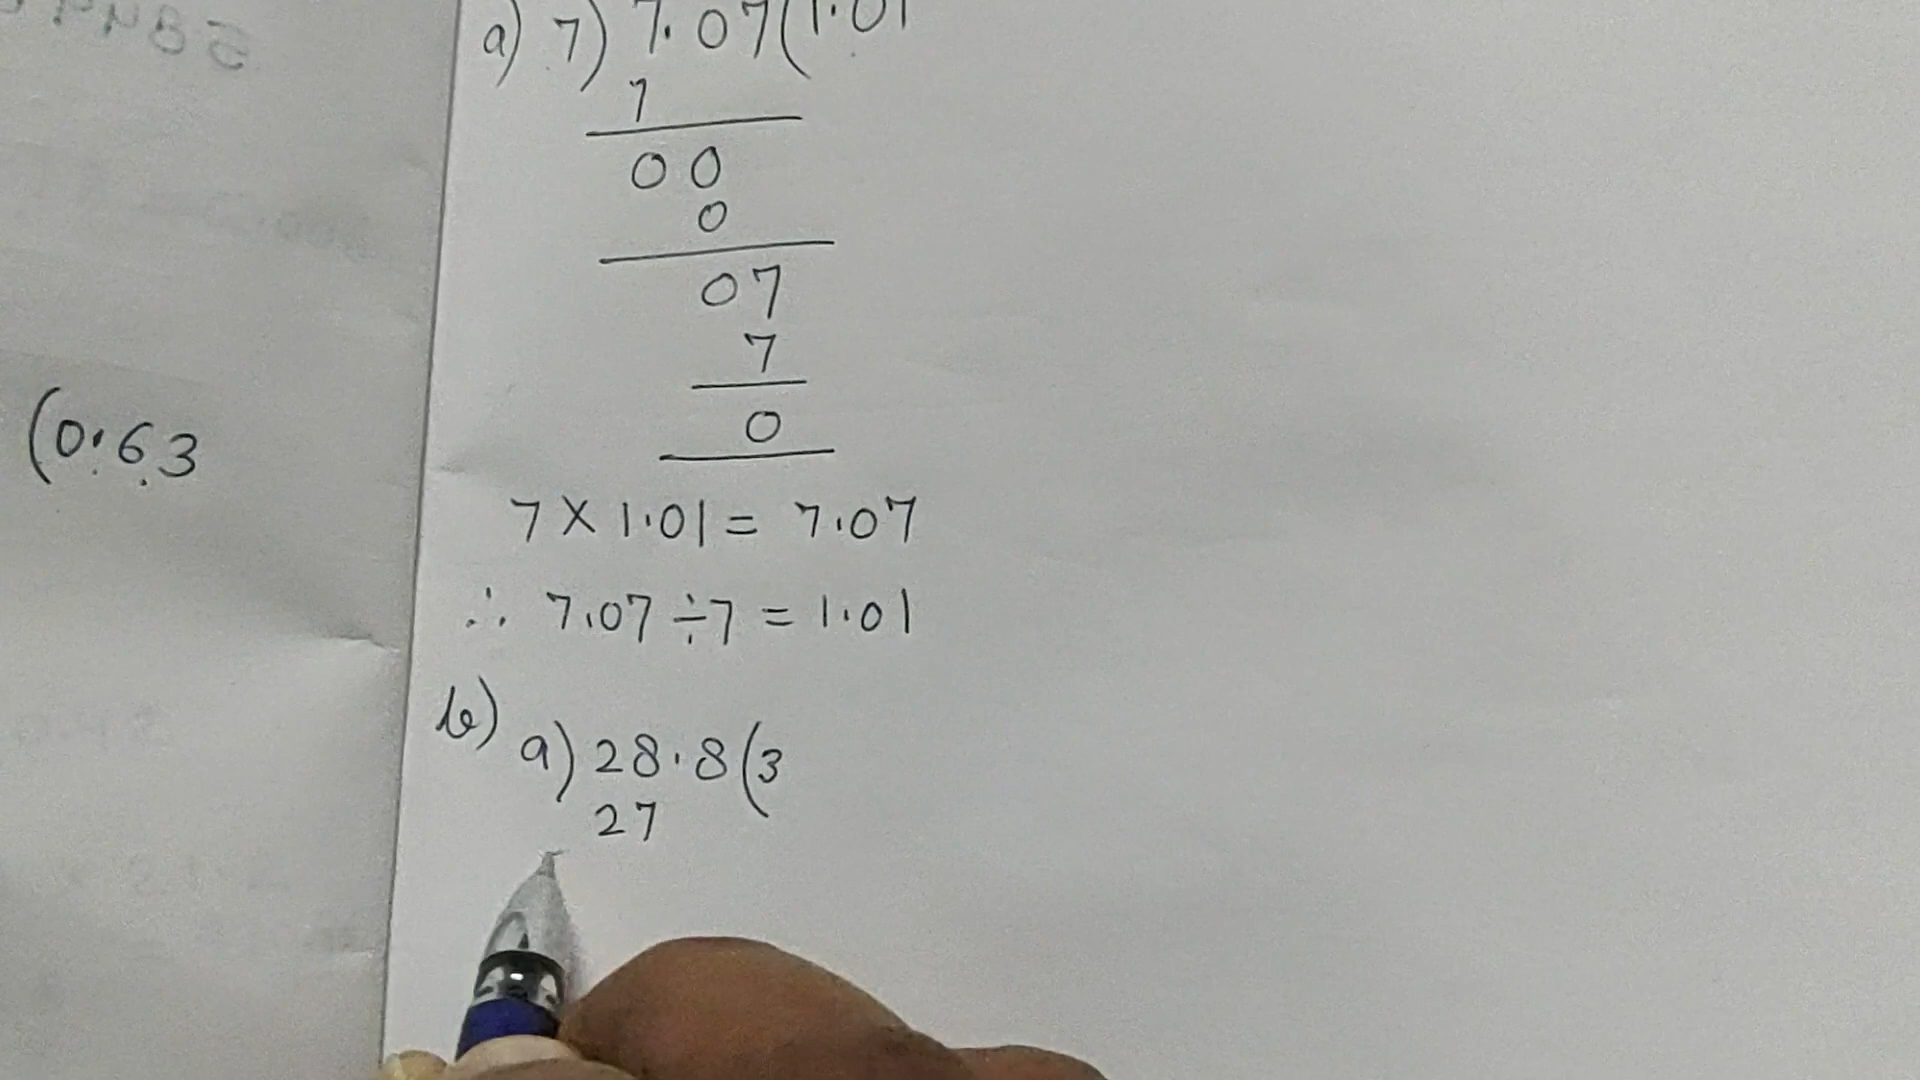 a) 7) 7.07(1.01
7
00
0
07
7
0
(0.63
7 X 1.01 = 7.07
∴ 7.07 ÷ 7 = 1.01
b) 9) 28.8(3
27